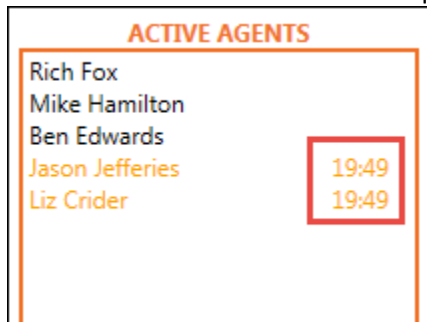 ACTIVE AGENTS
Rich Fox
Mike Hamilton
Ben Edwards
Jason Jefferies 19:49
Liz Crider 19:49